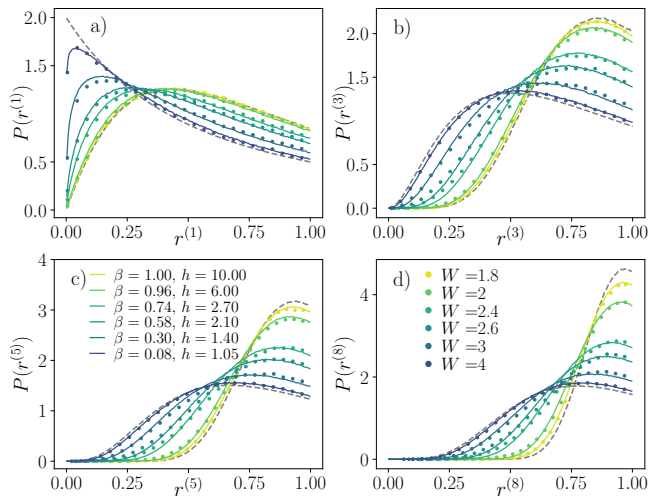 a)
P(r⁽¹⁾)
2.0
1.5
1.0
0.5
0.0
0.00 0.25 0.50 0.75 1.00
r⁽¹⁾
b)
P(r⁽³⁾)
2.0
1.5
1.0
0.5
0.0
0.00 0.25 0.50 0.75 1.00
r⁽³⁾
c)
β = 1.00, h = 10.00
β = 0.96, h = 6.00
β = 0.74, h = 2.70
β = 0.58, h = 2.10
β = 0.30, h = 1.40
β = 0.08, h = 1.05
P(r⁽⁵⁾)
4
3
2
1
0
0.00 0.25 0.50 0.75 1.00
r⁽⁵⁾
d)
W =1.8
W =2
W =2.4
W =2.6
W =3
W =4
P(r⁽⁸⁾)
4
2
0
0.00 0.25 0.50 0.75 1.00
r⁽⁸⁾